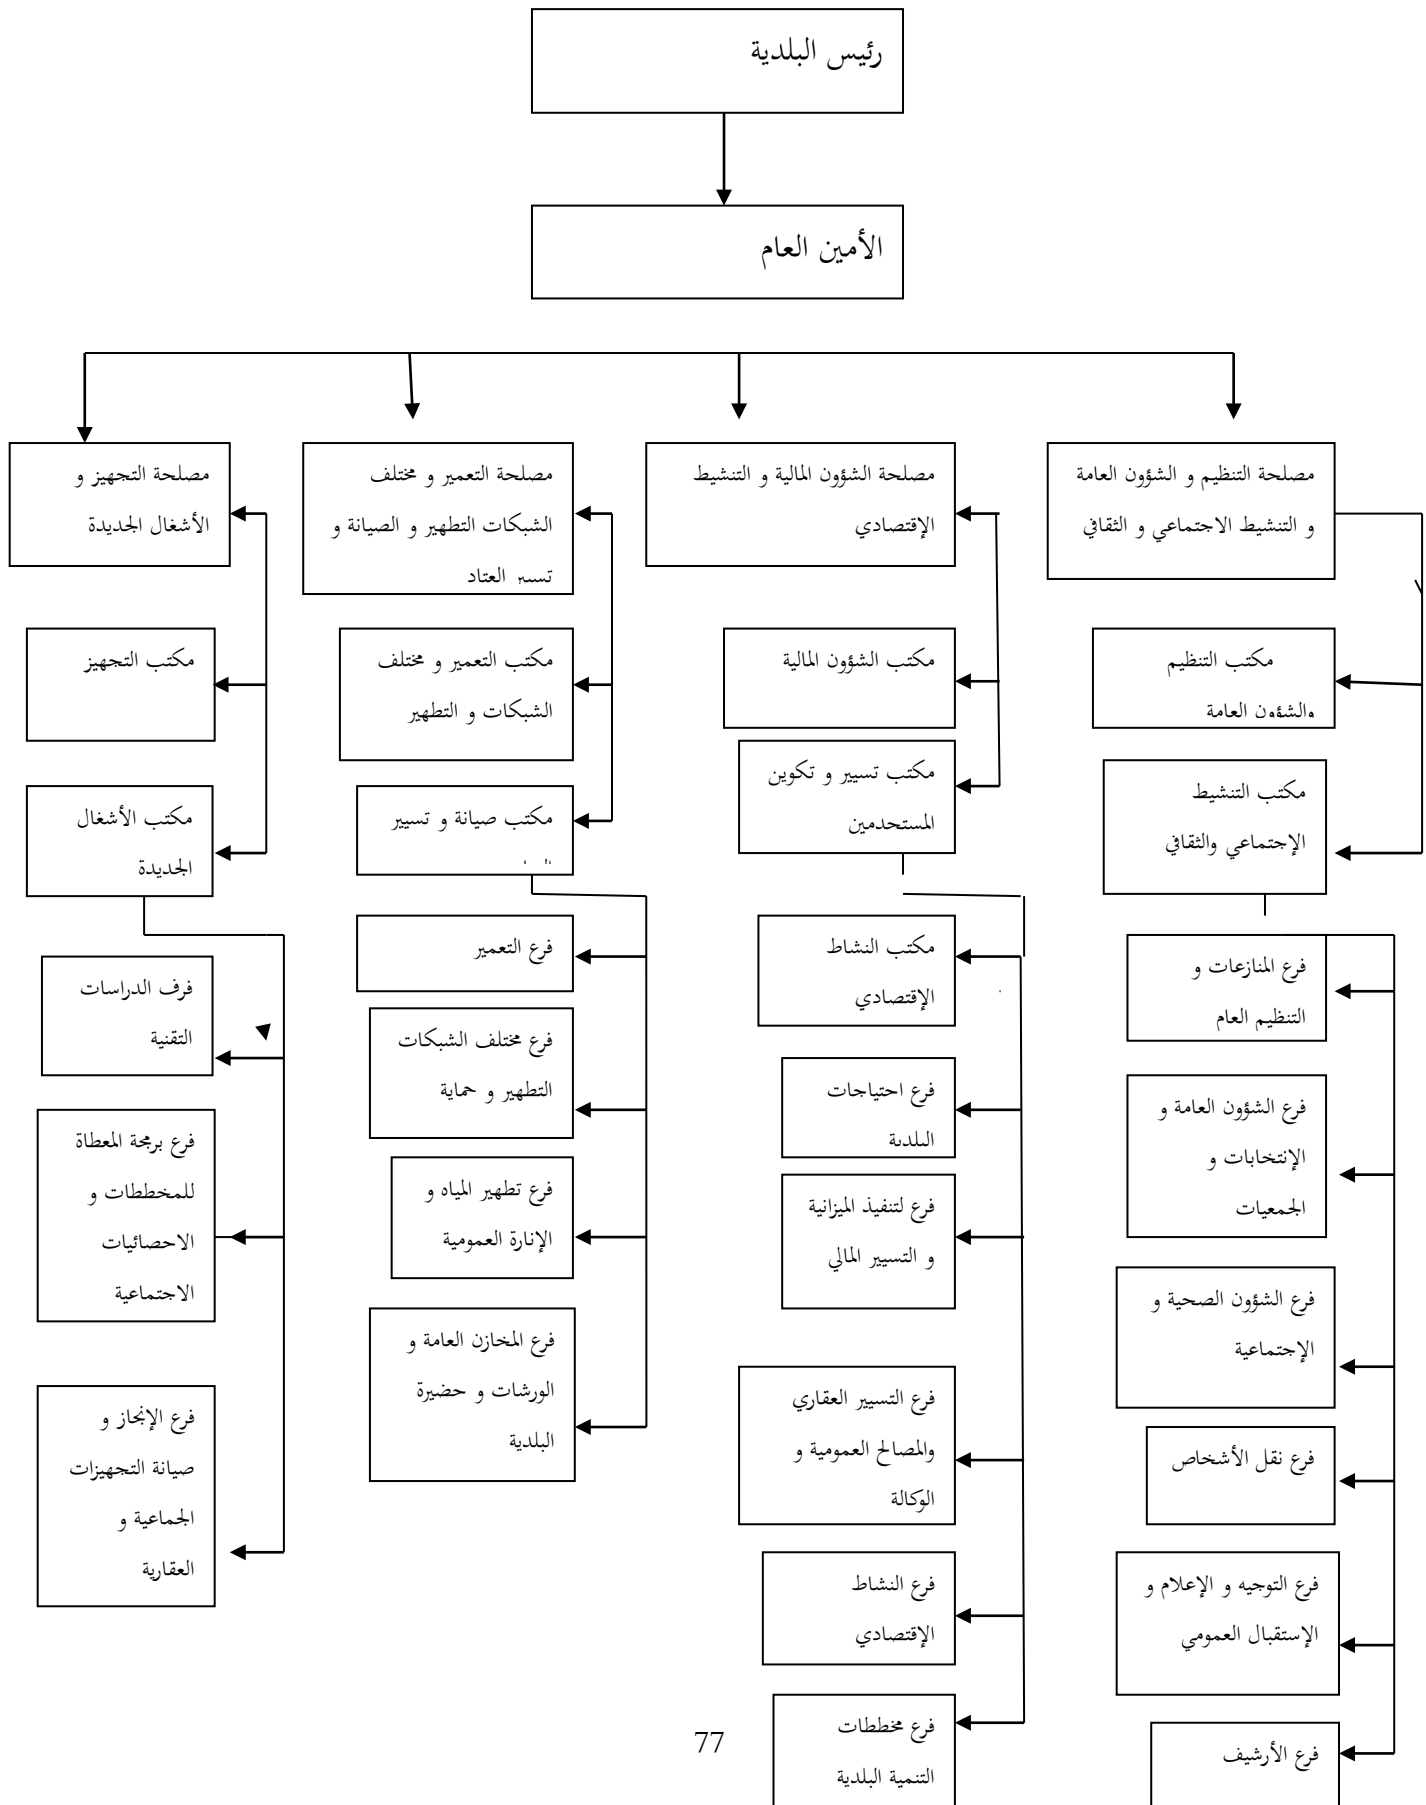 رئيس البلدية
الأمين العام
مصلحة التنظيم و الشؤون العامة
و التنشيط الاجتماعي و الثقافي
مكتب التنظيم
والشؤون العامة
مكتب التنشيط
الإجتماعي والثقافي
فرع المنازعات و
التنظيم العام
فرع الشؤون العامة و
الإنتخابات و
الجمعيات
فرع الشؤون الصحية و
الإجتماعية
فرع نقل الأشخاص
فرع التوجيه و الإعلام و
الإستقبال العمومي
فرع الأرشيف
مصلحة الشؤون المالية و التنشيط
الإقتصادي
مكتب الشؤون المالية
مكتب تسيير و تكوين
المستحدمين
مكتب النشاط
الإقتصادي
فرع احتياجات
البلدية
فرع لتنفيذ الميزانية
و التسيير المالي
فرع التسيير العقاري
والمصالح العمومية و
الوكالة
فرع النشاط
الإقتصادي
فرع مخططات
التنمية البلدية
مصلحة التعمير و مختلف
الشبكات التطهير و الصيانة و
تسيير العتاد
مكتب التعمير و مختلف
الشبكات و التطهير
مكتب صيانة و تسيير
فرع التعمير
فرع مختلف الشبكات
التطهير و حماية
فرع تطهير المياه و
الإنارة العمومية
فرع المخازن العامة و
الورشات و حضيرة
البلدية
مصلحة التجهيز و
الأشغال الجديدة
مكتب التجهيز
مكتب الأشغال
الجديدة
فرف الدراسات
التقنية
فرع برمجة المعطاة
للمخططات و
الاحصائيات
الاجتماعية
فرع الإنجاز و
صيانة التجهيزات
الجماعية و
العقارية
77